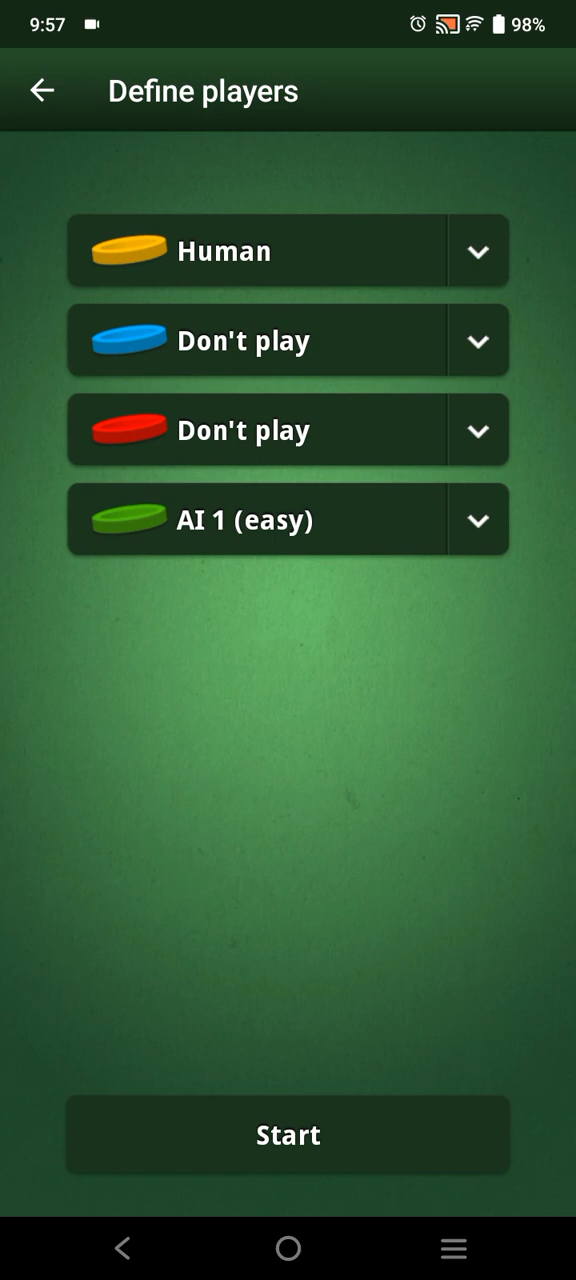 9:57 98%
Define players
Human
Don't play
Don't play
AI 1 (easy)
Start